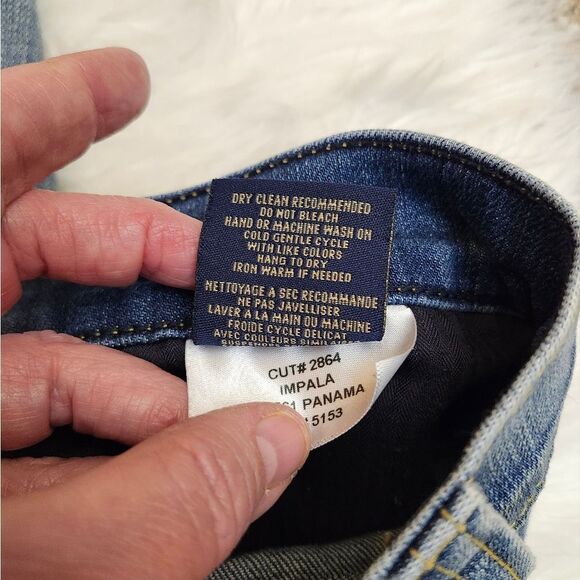 DRY CLEAN RECOMMENDED
DO NOT BLEACH
HAND OR MACHINE WASH ON
COLD GENTLE CYCLE
WITH LIKE COLORS
HANG TO DRY
IRON WARM IF NEEDED
NETTOYAGE A SEC RECOMMANDE
NE PAS JAVELLISER
LAVER A LA MAIN OU MACHINE
FROIDE CYCLE DELICAT
AVEC COULEURS
CUT# 2864
IMPALA
PANAMA
5153